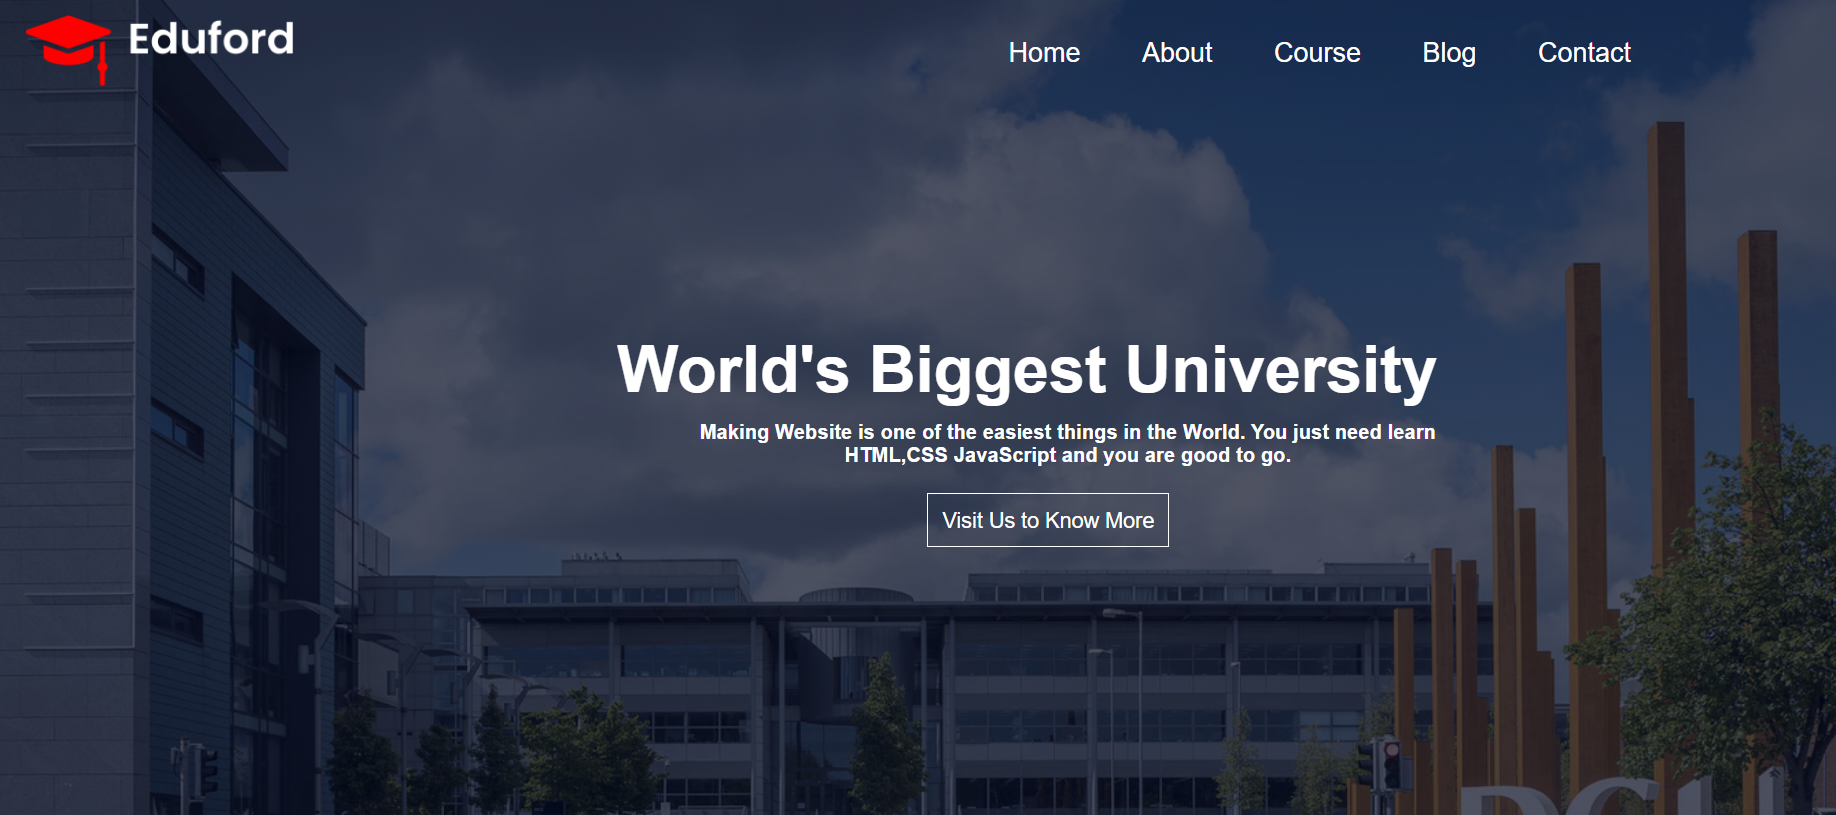 Eduford
Home About Course Blog Contact
World's Biggest University
Making Website is one of the easiest things in the World. You just need learn
HTML,CSS JavaScript and you are good to go.
Visit Us to Know More